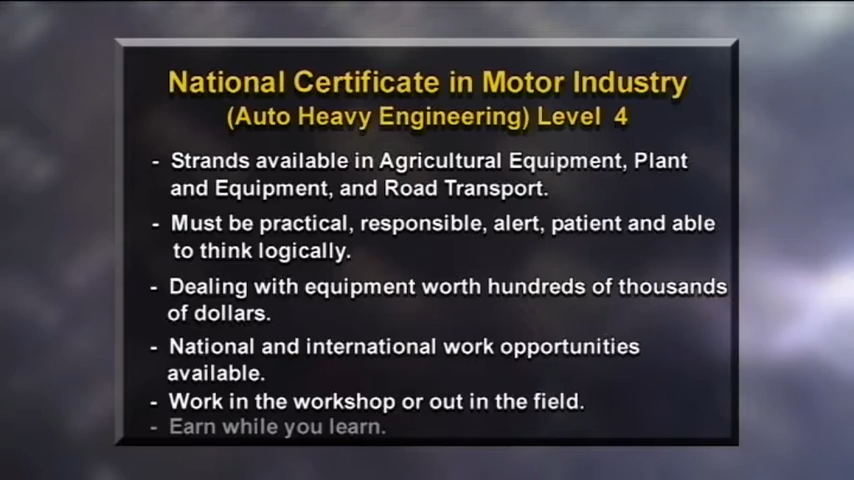 National Certificate in Motor Industry
(Auto Heavy Engineering) Level 4
- Strands available in Agricultural Equipment, Plant
and Equipment, and Road Transport.
- Must be practical, responsible, alert, patient and able
to think logically.
- Dealing with equipment worth hundreds of thousands
of dollars.
- National and international work opportunities
available.
- Work in the workshop or out in the field.
- Earn while you learn.